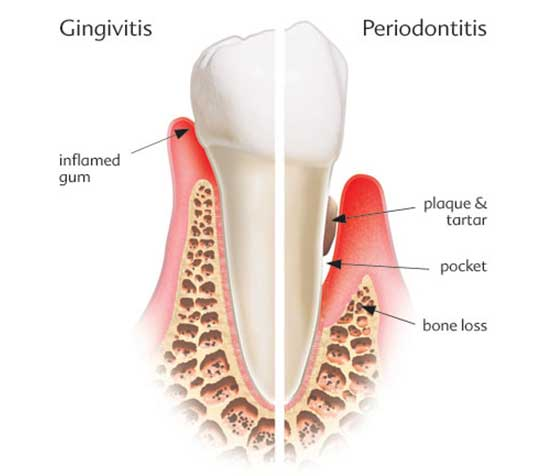 Gingivitis
Periodontitis
inflamed
gum
plaque &
tartar
pocket
bone loss